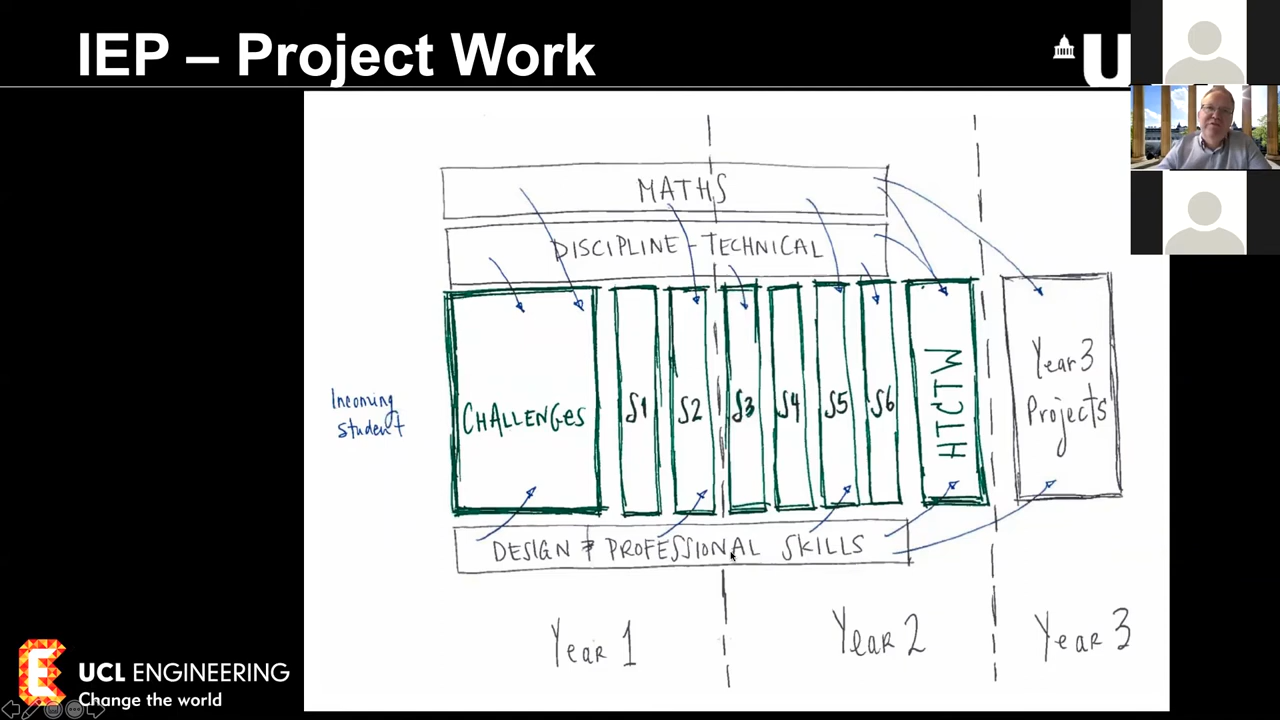 IEP – Project Work
U
MATHS
DISCIPLINE - TECHNICAL
Incoming
student
CHALLENGES
S1
S2
S3
S4
S5
S6
HTCTW
Year 3
Projects
DESIGN & PROFESSIONAL SKILLS
Year 1
Year 2
Year 3
UCL ENGINEERING
Change the world